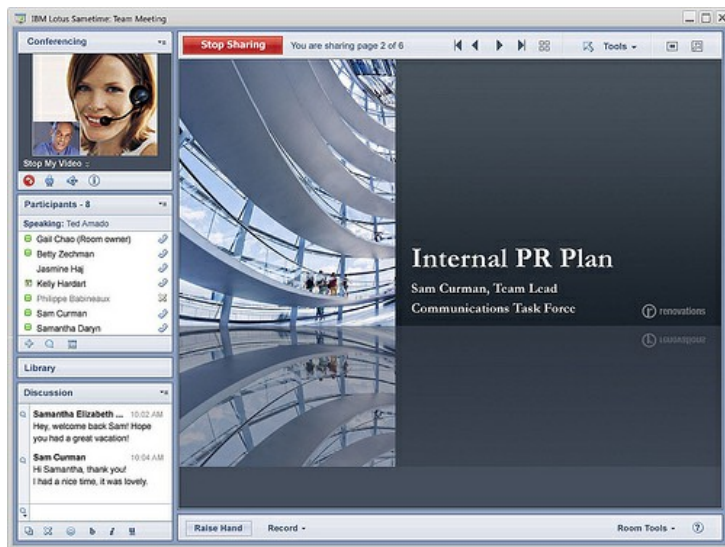 IBM Lotus Sametime: Team Meeting
Conferencing
Stop My Video
Participants - 8
Speaking: Ted Amado
Gail Chao (Room owner)
Betty Zechman
Jasmine Haj
Kelly Hardart
Philippe Babineaux
Sam Curman
Samantha Daryn
Library
Discussion
Samantha Elizabeth ... 10:02 AM
Hey, welcome back Sam! Hope
you had a great vacation!
Sam Curman 10:04 AM
Hi Samantha, thank you!
I had a nice time, it was lovely.
b i u
Stop Sharing You are sharing page 2 of 6 Tools
Internal PR Plan
Sam Curman, Team Lead
Communications Task Force
r renovations
Raise Hand Record Room Tools ?